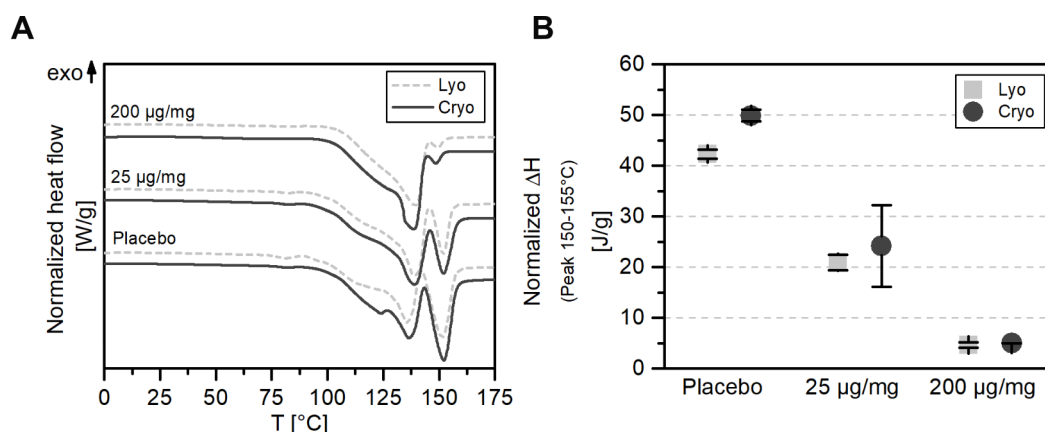 A
exo
Lyo
Cryo
200 µg/mg
25 µg/mg
Placebo
Normalized heat flow
[W/g]
0 25 50 75 100 125 150 175
T [°C]
B
60
50
40
30
20
10
0
Lyo
Cryo
Normalized ΔH
(Peak 150-155°C)
[J/g]
Placebo 25 µg/mg 200 µg/mg